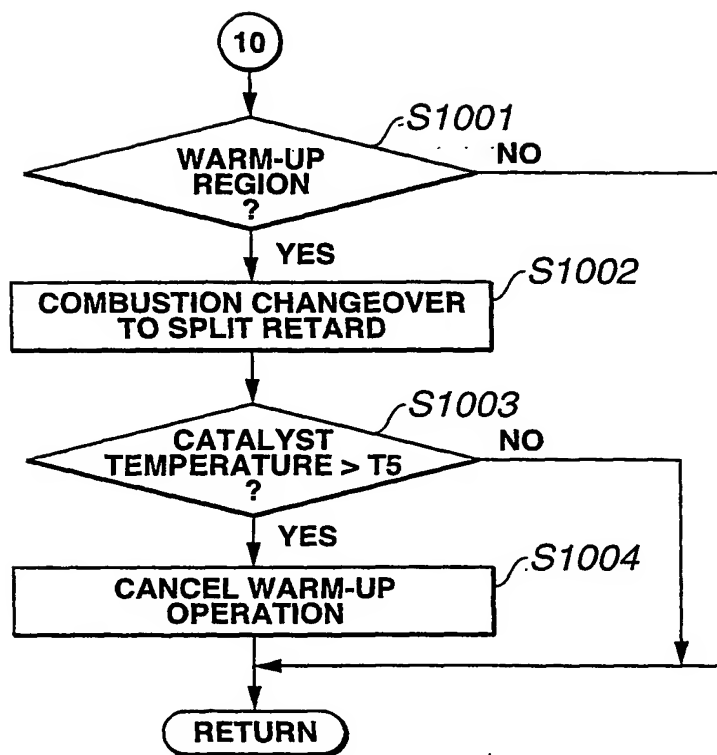 10
S1001
WARM-UP
REGION
?
NO
YES
S1002
COMBUSTION CHANGEOVER
TO SPLIT RETARD
S1003
CATALYST
TEMPERATURE > T5
?
NO
YES
S1004
CANCEL WARM-UP
OPERATION
RETURN